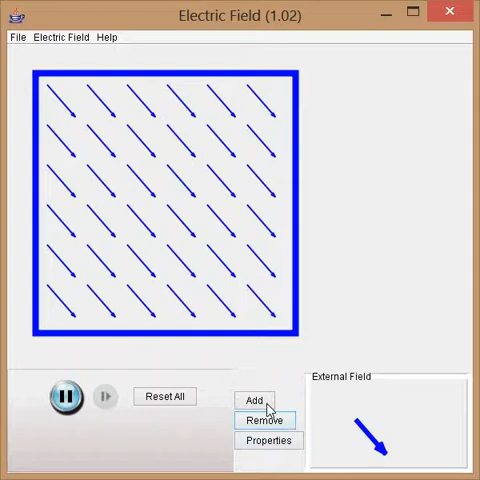 Electric Field (1.02)
File Electric Field Help
External Field
Reset All
Add
Remove
Properties